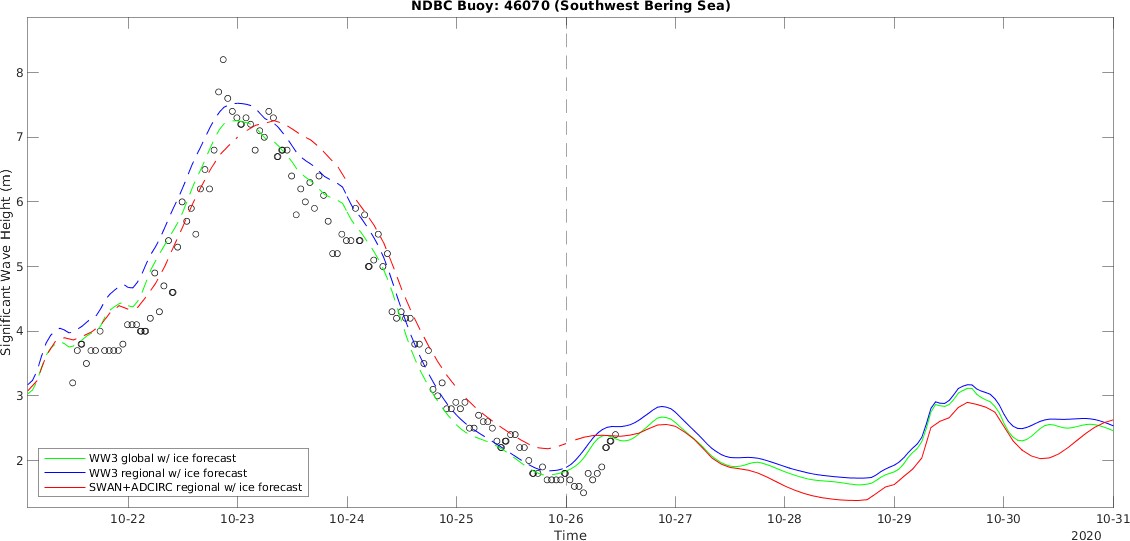 NDBC Buoy: 46070 (Southwest Bering Sea)
Significant Wave Height (m)
8
7
6
5
4
3
2
WW3 global w/ ice forecast
WW3 regional w/ ice forecast
SWAN+ADCIRC regional w/ ice forecast
10-22 10-23 10-24 10-25 10-26 10-27 10-28 10-29 10-30 10-31
Time
2020